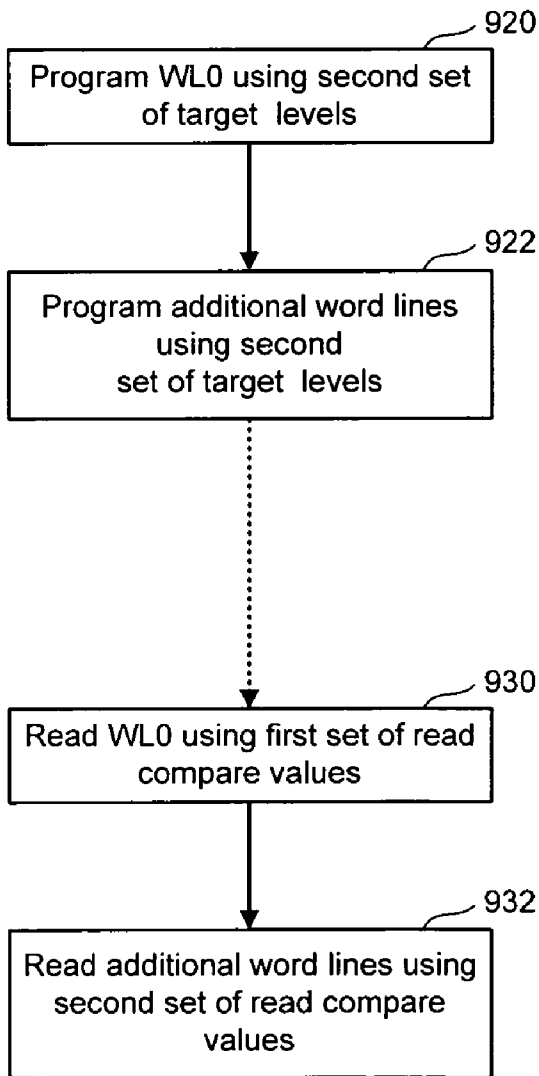 920
Program WL0 using second set
of target levels
922
Program additional word lines
using second
set of target levels
930
Read WL0 using first set of read
compare values
932
Read additional word lines using
second set of read compare
values